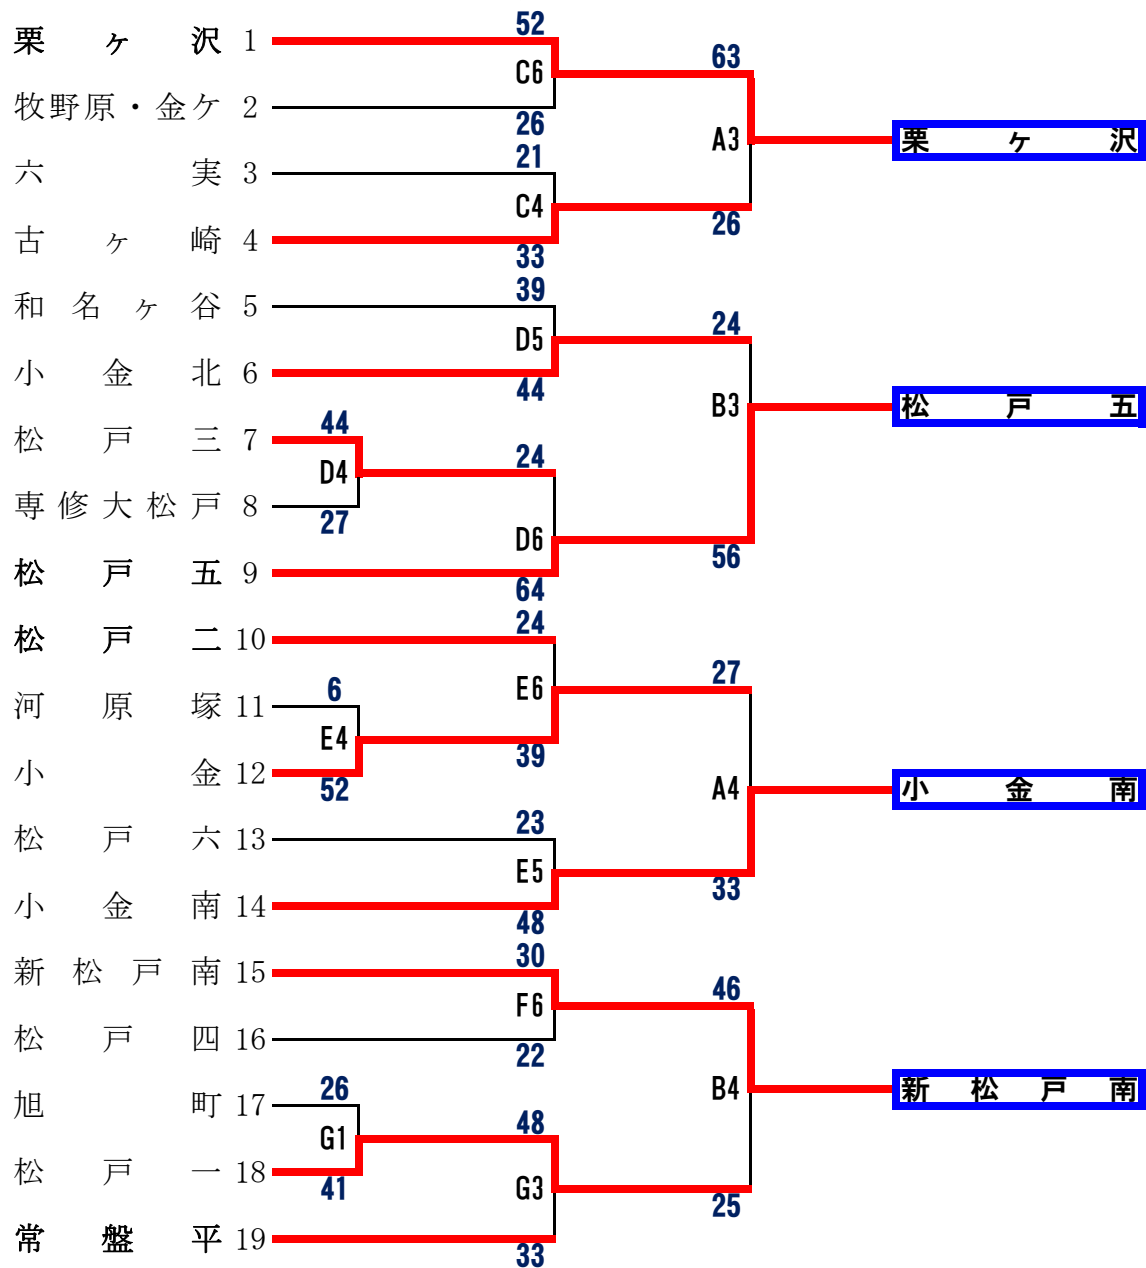 52
栗ヶ沢 1
63
C6
牧野原・金ケ 2
26
A3
栗ヶ沢
21
六実 3
C4
26
古ヶ崎 4
33
39
和名ヶ谷 5
24
D5
小金北 6
44
B3
松戸五
44
松戸三 7
24
D4
専修大松戸 8
27
D6
56
松戸五 9
64
24
松戸二 10
27
6
E6
河原塚 11
E4
39
小金 12
52
A4
小金南
23
松戸六 13
E5
33
小金南 14
48
30
新松戸南 15
46
F6
松戸四 16
22
26
B4
新松戸南
旭町 17
48
G1
松戸一 18
41
G3
25
常盤平 19
33